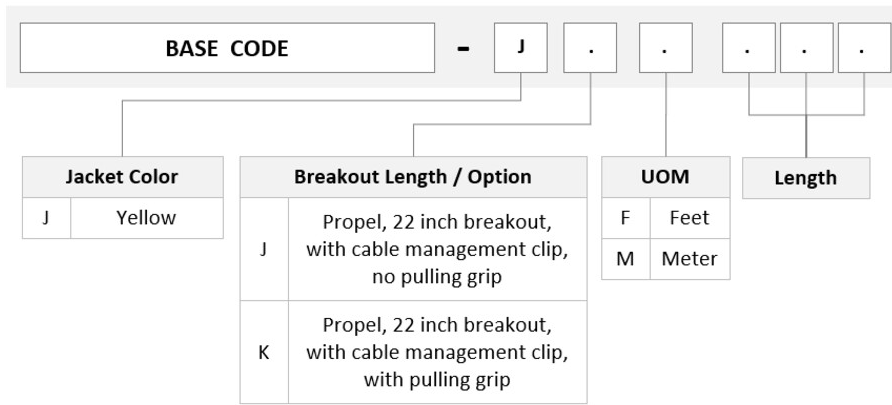 BASE CODE - J . . . . .
Jacket Color
J Yellow
Breakout Length / Option
J Propel, 22 inch breakout,
with cable management clip,
no pulling grip
K Propel, 22 inch breakout,
with cable management clip,
with pulling grip
UOM
F Feet
M Meter
Length